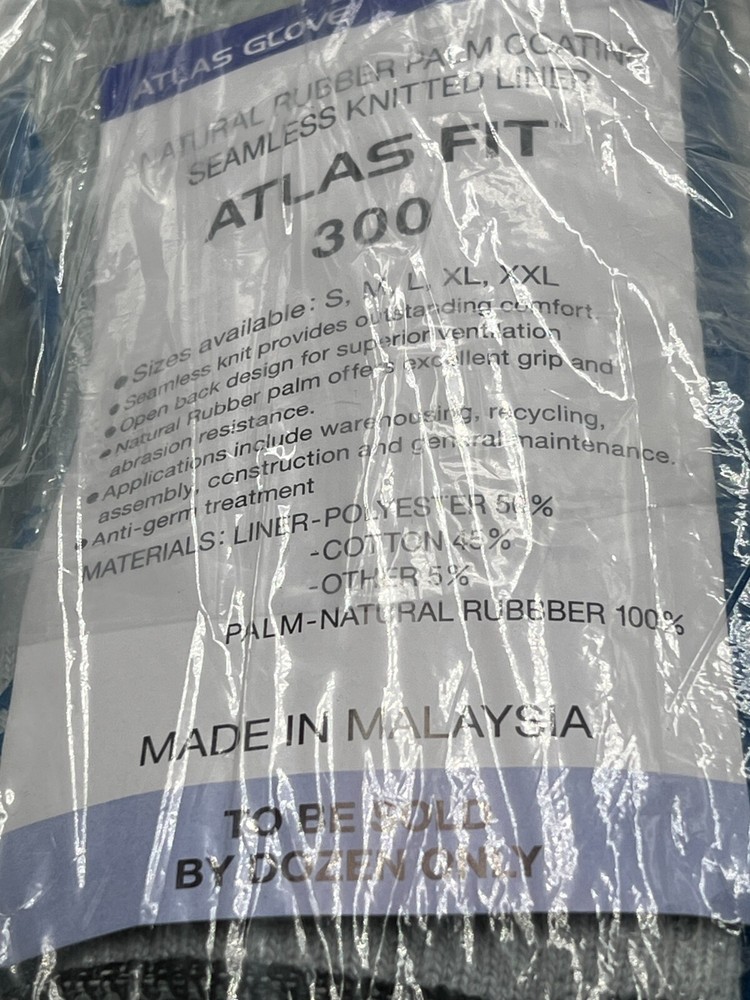 ATLAS GLOVE
NATURAL RUBBER PALM COATING
SEAMLESS KNITTED LINER
ATLAS FIT™
300
• Sizes available: S, M, L, XL, XXL
• Seamless knit provides outstanding comfort.
• Open back design for superior ventilation
• Natural Rubber palm offers excellent grip and
abrasion resistance.
• Applications include warehousing, recycling,
assembly, construction and general maintenance.
• Anti-germ treatment
MATERIALS: LINER-POLYESTER 50%
-COTTON 45%
-OTHER 5%
PALM-NATURAL RUBBBER 100%
MADE IN MALAYSIA
TO BE SOLD
BY DOZEN ONLY